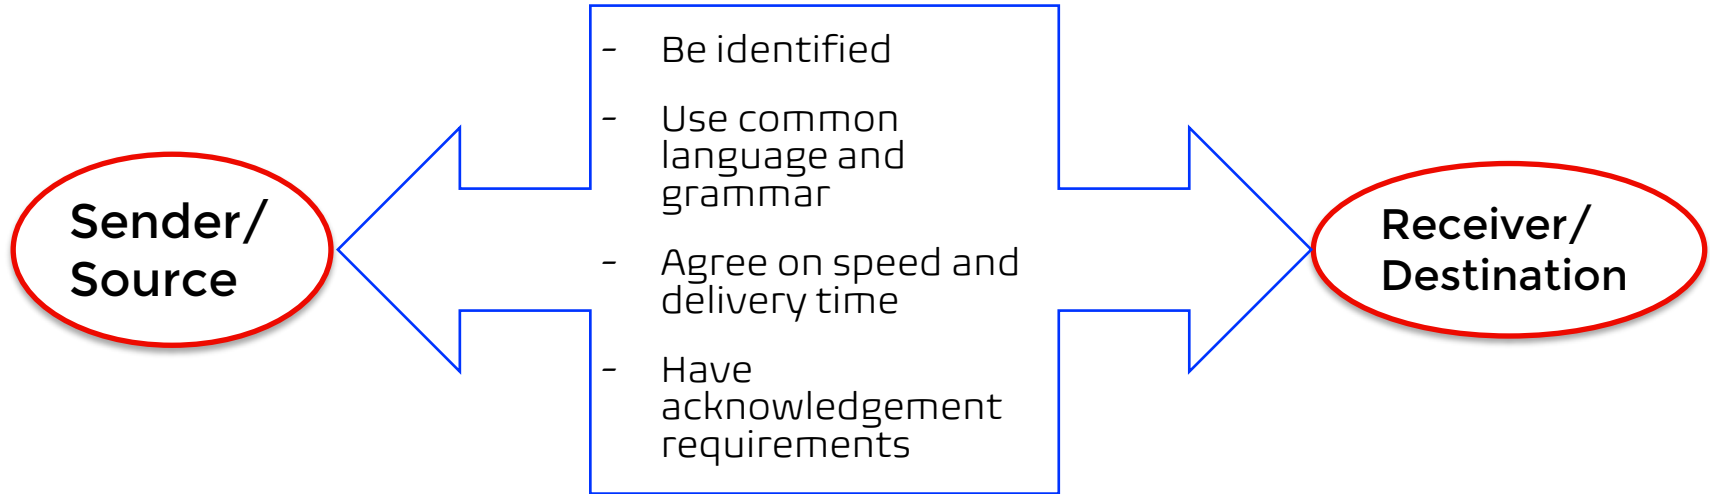 Sender/
Source
- Be identified
- Use common
language and
grammar
- Agree on speed and
delivery time
- Have
acknowledgement
requirements
Receiver/
Destination